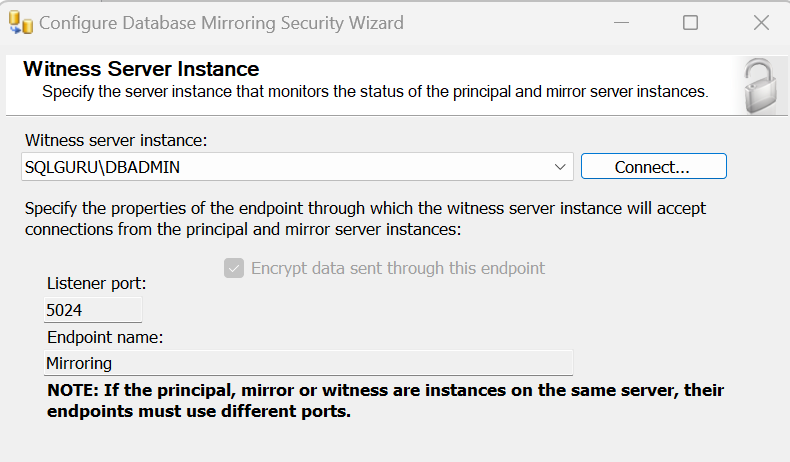 Configure Database Mirroring Security Wizard
Witness Server Instance
Specify the server instance that monitors the status of the principal and mirror server instances.
Witness server instance:
SQLGURU\DBADMIN
Connect...
Specify the properties of the endpoint through which the witness server instance will accept
connections from the principal and mirror server instances:
Encrypt data sent through this endpoint
Listener port:
5024
Endpoint name:
Mirroring
NOTE: If the principal, mirror or witness are instances on the same server, their
endpoints must use different ports.